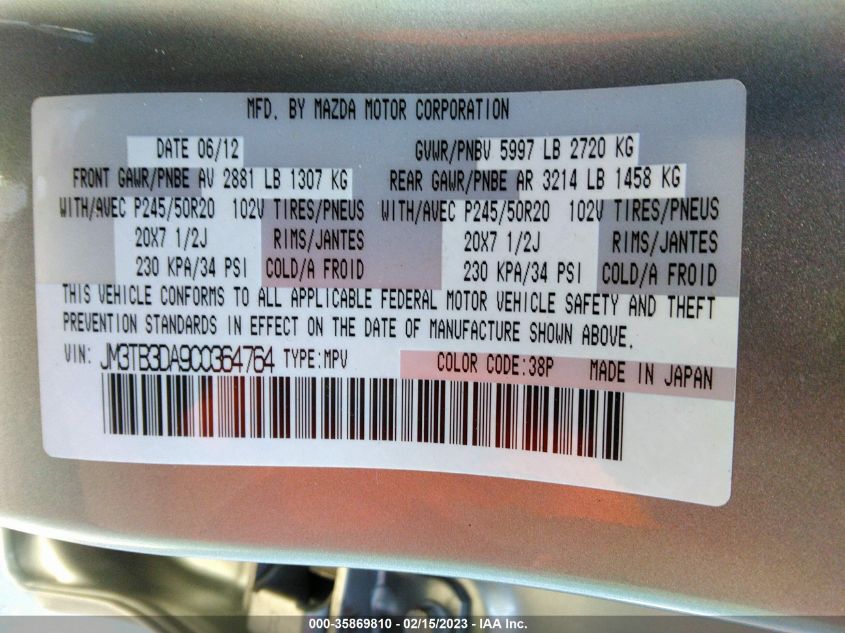 MFD. BY MAZDA MOTOR CORPORATION
DATE 06/12 GVWR/PNBV 5997 LB 2720 KG
FRONT GAWR/PNBE AV 2881 LB 1307 KG REAR GAWR/PNBE AR 3214 LB 1458 KG
WITH/AVEC P245/50R20 102V TIRES/PNEUS WITH/AVEC P245/50R20 102V TIRES/PNEUS
20X7 1/2J RIMS/JANTES 20X7 1/2J RIMS/JANTES
230 KPA/34 PSI COLD/A FROID 230 KPA/34 PSI COLD/A FROID
THIS VEHICLE CONFORMS TO ALL APPLICABLE FEDERAL MOTOR VEHICLE SAFETY AND THEFT
PREVENTION STANDARDS IN EFFECT ON THE DATE OF MANUFACTURE SHOWN ABOVE.
VIN: JM3TB3DA9C0364764 TYPE:MPV COLOR CODE:38P MADE IN JAPAN
000-35869810 - 02/15/2023 - IAA Inc.